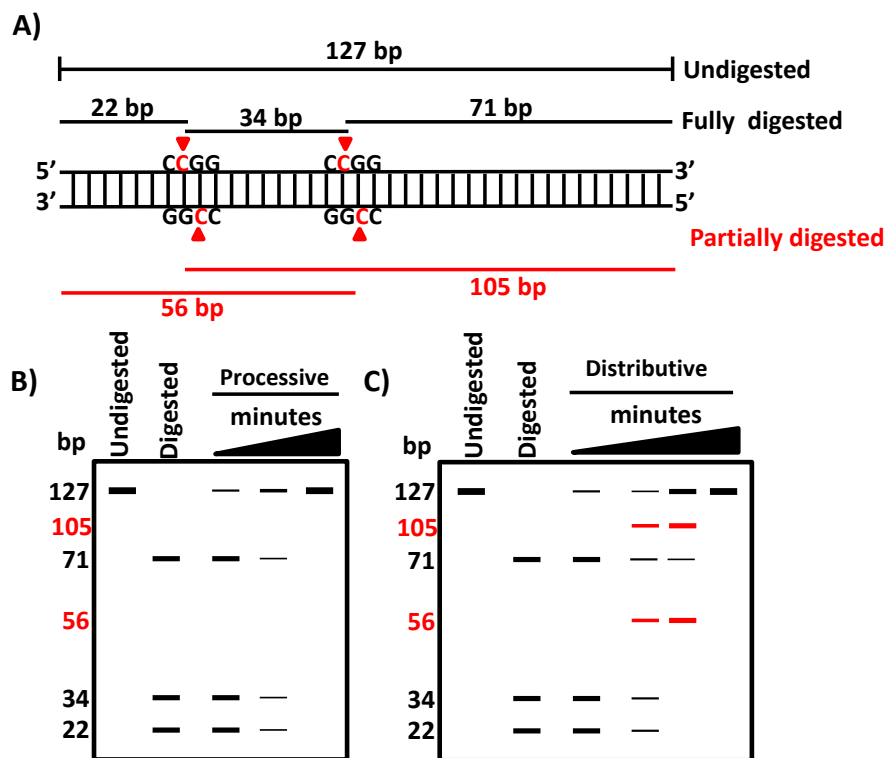 A)
127 bp
Undigested
22 bp
34 bp
71 bp
Fully digested
5’ CCGG CCGG 3’
3’ GGCC GGCC 5’
Partially digested
56 bp
105 bp
B)
Undigested
Digested
Processive
minutes
bp
127
105
71
56
34
22
C)
Undigested
Digested
Distributive
minutes
bp
127
105
71
56
34
22